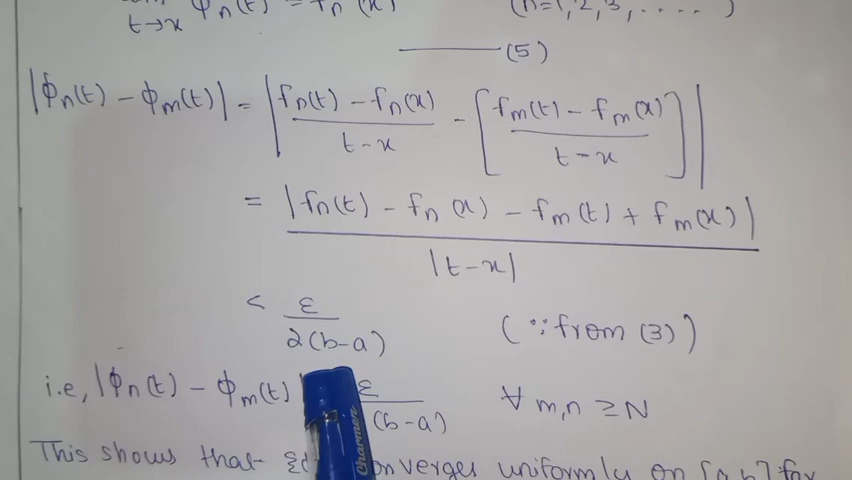 t→x φn(t) = fn(x) (n=1,2,3,.....)
——— (5)
|φn(t) - φm(t)| = | fn(t) - fn(x) / t-x - [ fm(t) - fm(x) / t-x ] |
= |fn(t) - fn(x) - fm(t) + fm(x)| / |t-x|
< ε / 2(b-a) (∵ from (3))
i.e, |φn(t) - φm(t)| ε / (b-a) ∀ m,n ≥ N
This shows that converges uniformly on [a,b] for
Charmer